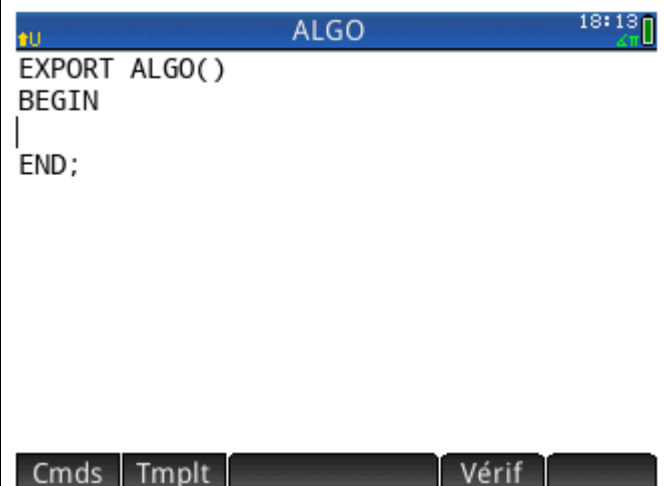 ALGO
18:13
U
∡π
EXPORT ALGO()
BEGIN
END;
Cmds Tmplt Vérif